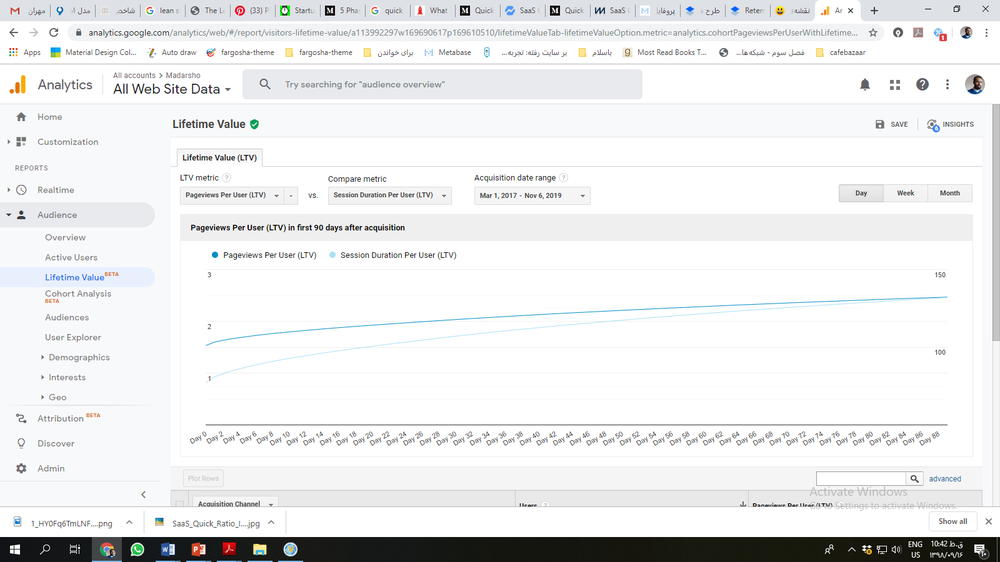 مهران
مدل M
شاخص
lean s
The Le
(33) P
Startu
5 Phas
quick
What
Quick
SaaS
Quick
SaaS
پروفایل
طرح
Reten
نقشه‌ی
Ar
analytics.google.com/analytics/web/#/report/visitors-lifetime-value/a113992297w169690617p169610510/lifetimeValueTab-lifetimeValueOption.metric=analytics.cohortPageviewsPerUserWithLifetime...
1
Apps
Material Design Col...
Auto draw
fargosha-theme
fargosha-theme
برای خواندن
Metabase
بر سایت رفته: تجربه...
باسلام
Most Read Books T...
فصل سوم - شبکه‌ها...
cafebazaar
Analytics
All accounts > Madarsho
All Web Site Data
Try searching for "audience overview"
Home
Customization
REPORTS
Realtime
Audience
Overview
Active Users
Lifetime Value BETA
Cohort Analysis
BETA
Audiences
User Explorer
Demographics
Interests
Geo
Attribution BETA
Discover
Admin
Lifetime Value
SAVE
6
INSIGHTS
Lifetime Value (LTV)
LTV metric ?
Compare metric
Acquisition date range ?
Pageviews Per User (LTV)
-
vs.
Session Duration Per User (LTV)
Mar 1, 2017 - Nov 6, 2019
Day
Week
Month
Pageviews Per User (LTV) in first 90 days after acquisition
Pageviews Per User (LTV)
Session Duration Per User (LTV)
3
150
2
100
1
Day 0
Day 2
Day 4
Day 6
Day 8
Day 10
Day 12
Day 14
Day 16
Day 18
Day 20
Day 22
Day 24
Day 26
Day 28
Day 30
Day 32
Day 34
Day 36
Day 38
Day 40
Day 42
Day 44
Day 46
Day 48
Day 50
Day 52
Day 54
Day 56
Day 58
Day 60
Day 62
Day 64
Day 66
Day 68
Day 70
Day 72
Day 74
Day 76
Day 78
Day 80
Day 82
Day 84
Day 86
Day 88
Plot Rows
advanced
Acquisition Channel
Users ?
Pageviews Per User (LTV) ?
Activate Windows
Go to Settings to activate Windows.
1_HY0Fq6TmLNF....png
SaaS_Quick_Ratio_I....jpg
Show all
ENG
US
ق.ظ ۱۰:۴۲
۱۳۹۸/۰۹/۱۶